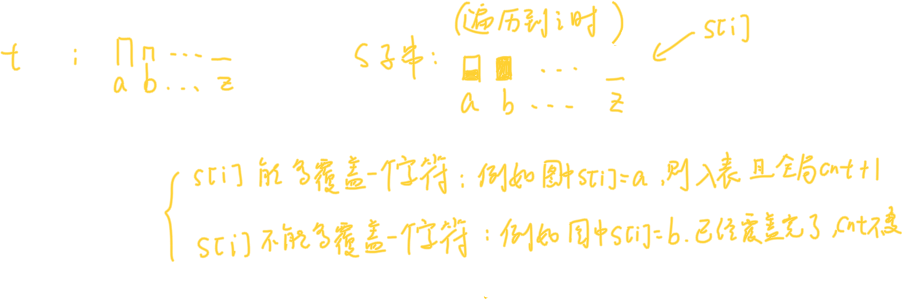 (遍历到i时)
t : a b ... z S子串: a b .... z s[i]
s[i] 能多覆盖一个字符: 例如图中s[i]=a, 则入表且全局cnt+1
s[i] 不能多覆盖一个字符: 例如图中s[i]=b. 已经覆盖完了, cnt不变